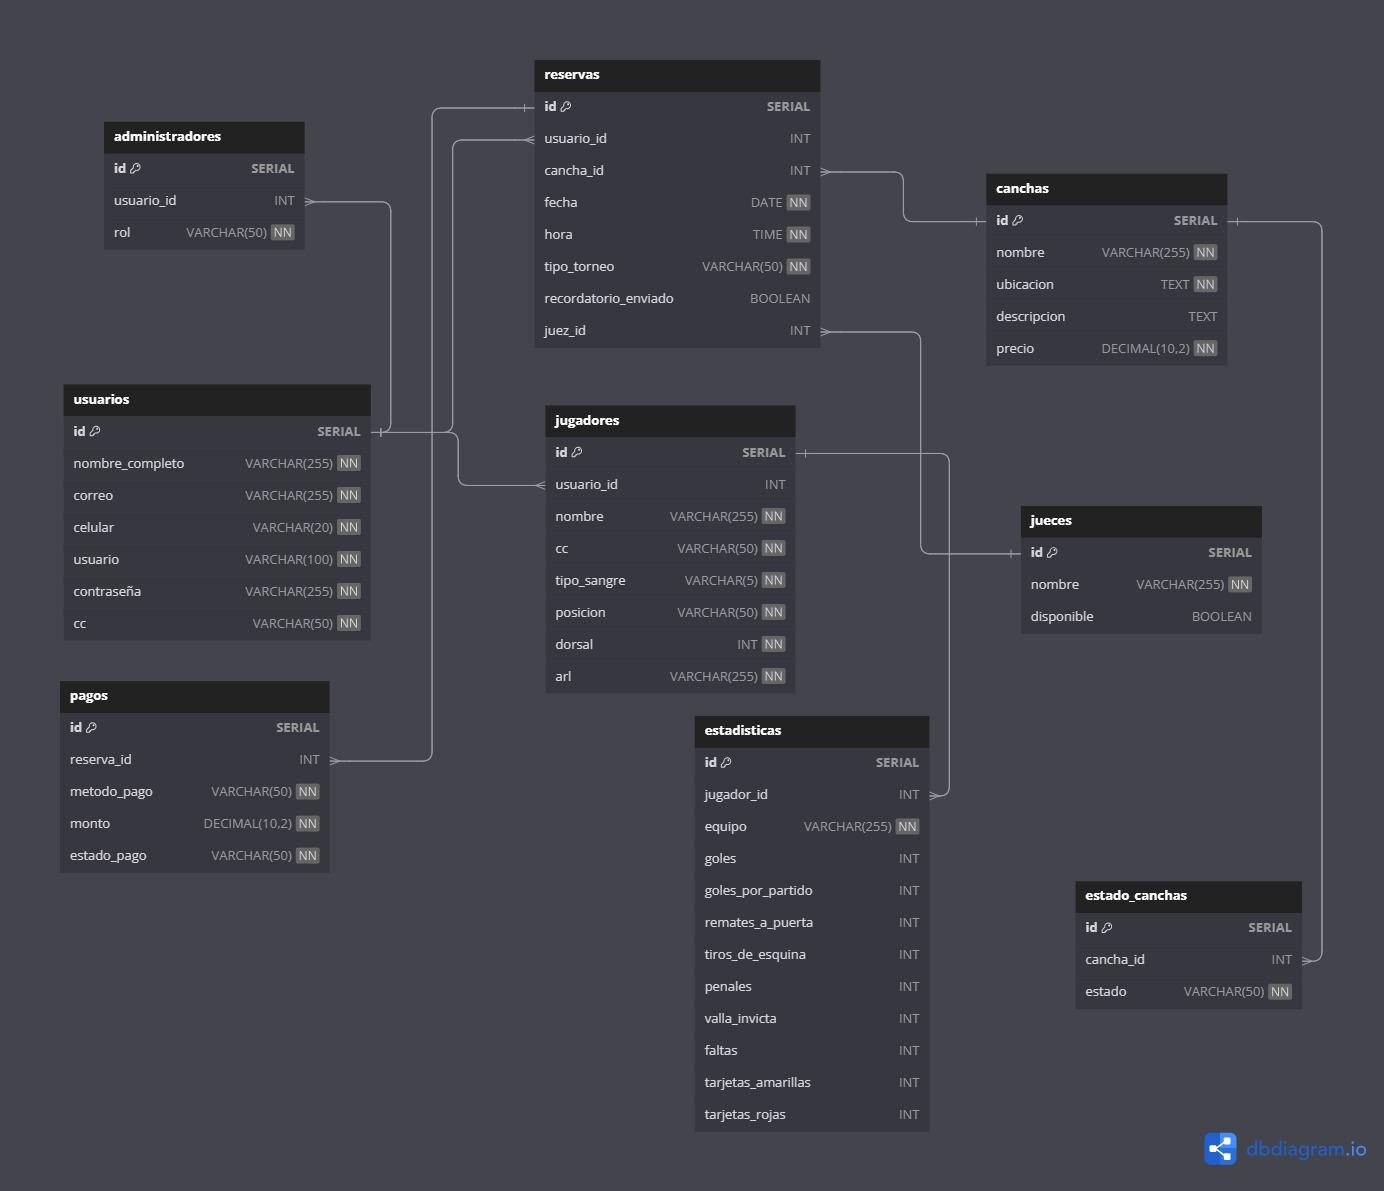 reservas
id SERIAL
usuario_id INT
cancha_id INT
fecha DATE NN
hora TIME NN
tipo_torneo VARCHAR(50) NN
recordatorio_enviado BOOLEAN
juez_id INT
administradores
id SERIAL
usuario_id INT
rol VARCHAR(50) NN
canchas
id SERIAL
nombre VARCHAR(255) NN
ubicacion TEXT NN
descripcion TEXT
precio DECIMAL(10,2) NN
usuarios
id SERIAL
nombre_completo VARCHAR(255) NN
correo VARCHAR(255) NN
celular VARCHAR(20) NN
usuario VARCHAR(100) NN
contraseña VARCHAR(255) NN
cc VARCHAR(50) NN
jugadores
id SERIAL
usuario_id INT
nombre VARCHAR(255) NN
cc VARCHAR(50) NN
tipo_sangre VARCHAR(5) NN
posicion VARCHAR(50) NN
dorsal INT NN
arl VARCHAR(255) NN
jueces
id SERIAL
nombre VARCHAR(255) NN
disponible BOOLEAN
pagos
id SERIAL
reserva_id INT
metodo_pago VARCHAR(50) NN
monto DECIMAL(10,2) NN
estado_pago VARCHAR(50) NN
estadisticas
id SERIAL
jugador_id INT
equipo VARCHAR(255) NN
goles INT
goles_por_partido INT
remates_a_puerta INT
tiros_de_esquina INT
penales INT
valla_invicta INT
faltas INT
tarjetas_amarillas INT
tarjetas_rojas INT
estado_canchas
id SERIAL
cancha_id INT
estado VARCHAR(50) NN
dbdiagram.io